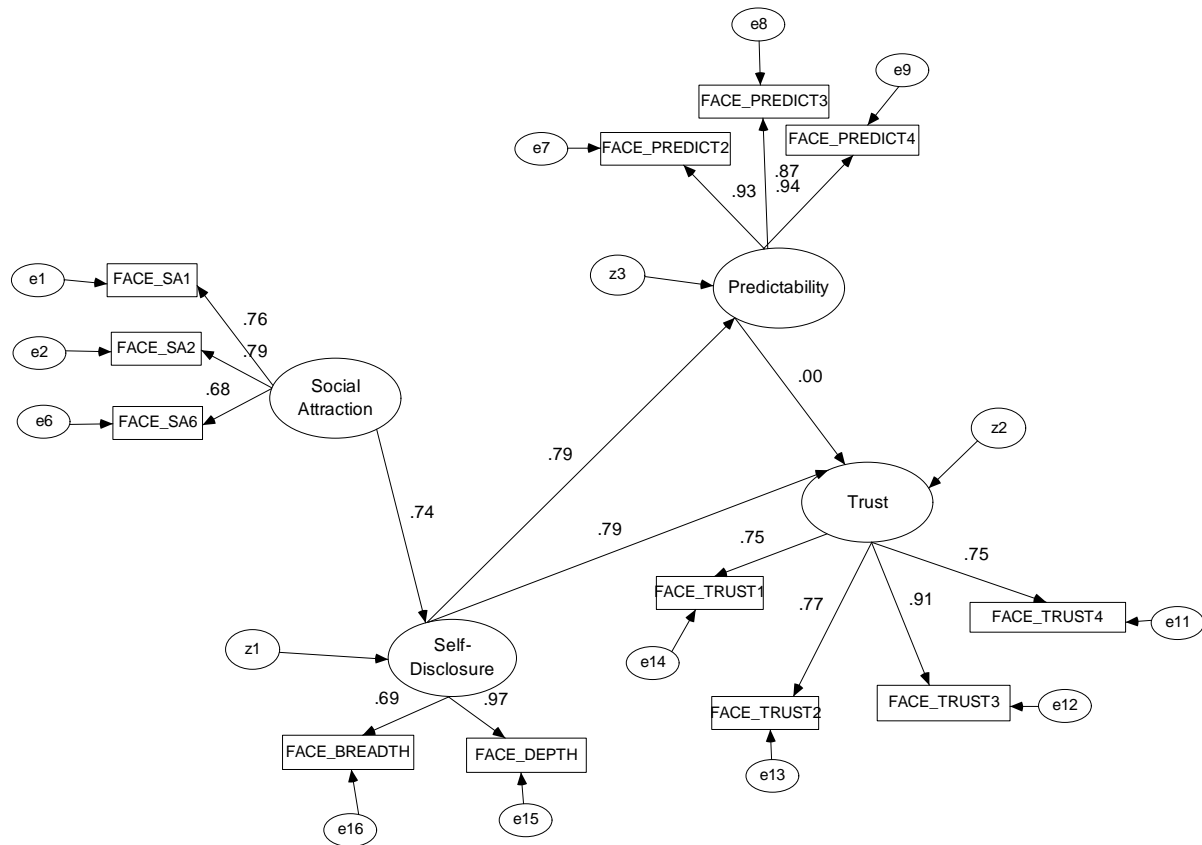 e8
e9
FACE_PREDICT3
FACE_PREDICT4
e7
FACE_PREDICT2
.87
.93
.94
z3
Predictability
e1
FACE_SA1
.76
e2
FACE_SA2
.79
.68
Social
Attraction
e6
FACE_SA6
.00
z2
.79
.74
.79
Trust
.75
.75
FACE_TRUST1
.77
.91
FACE_TRUST4
e11
z1
Self-
Disclosure
e14
.69
.97
FACE_TRUST2
FACE_TRUST3
e12
FACE_BREADTH
FACE_DEPTH
e13
e16
e15